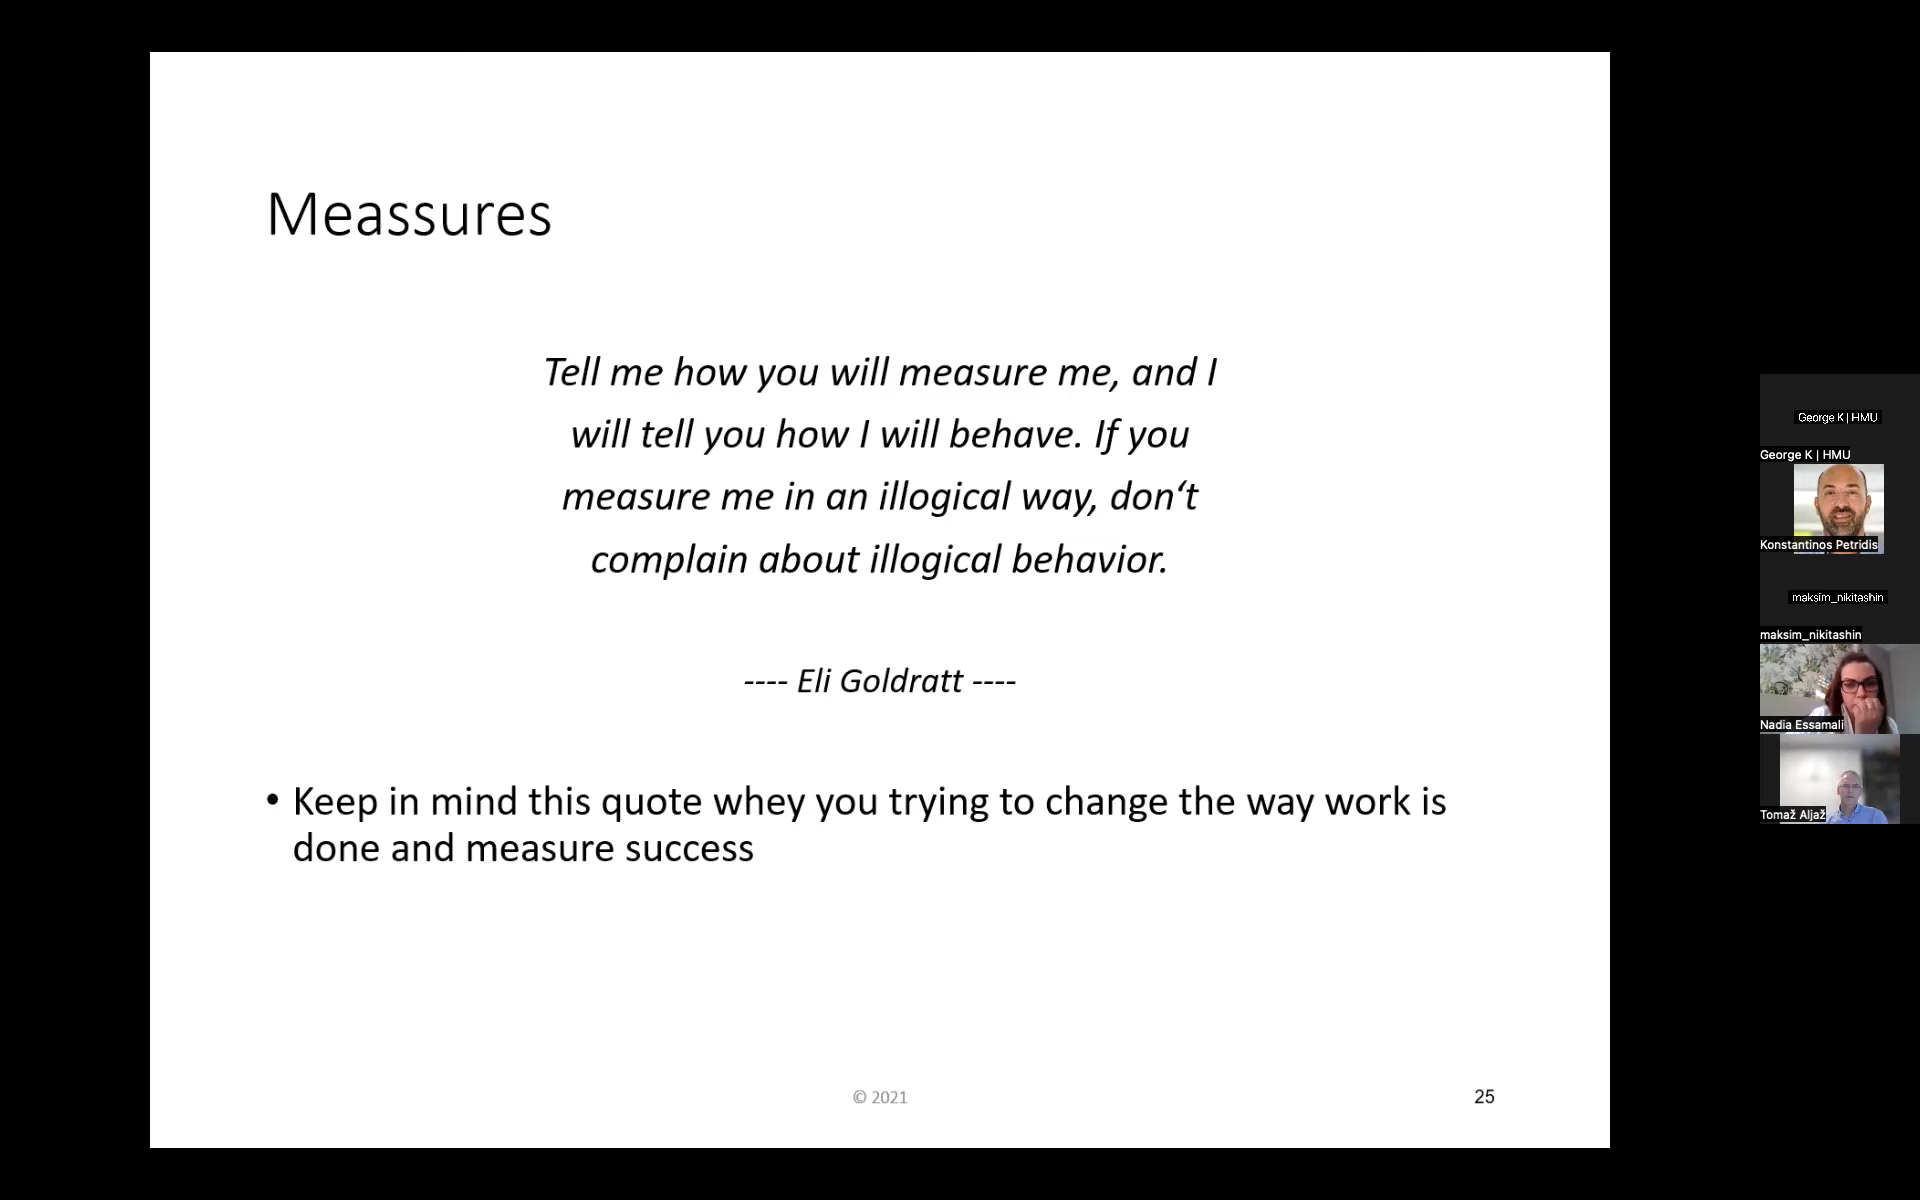 Meassures
Tell me how you will measure me, and I
will tell you how I will behave. If you
measure me in an illogical way, don‘t
complain about illogical behavior.
---- Eli Goldratt ----
• Keep in mind this quote whey you trying to change the way work is
done and measure success
© 2021
25
George K | HMU
George K | HMU
Konstantinos Petridis
maksim_nikitashin
maksim_nikitashin
Nadia Essamali
Tomaž Aljaž